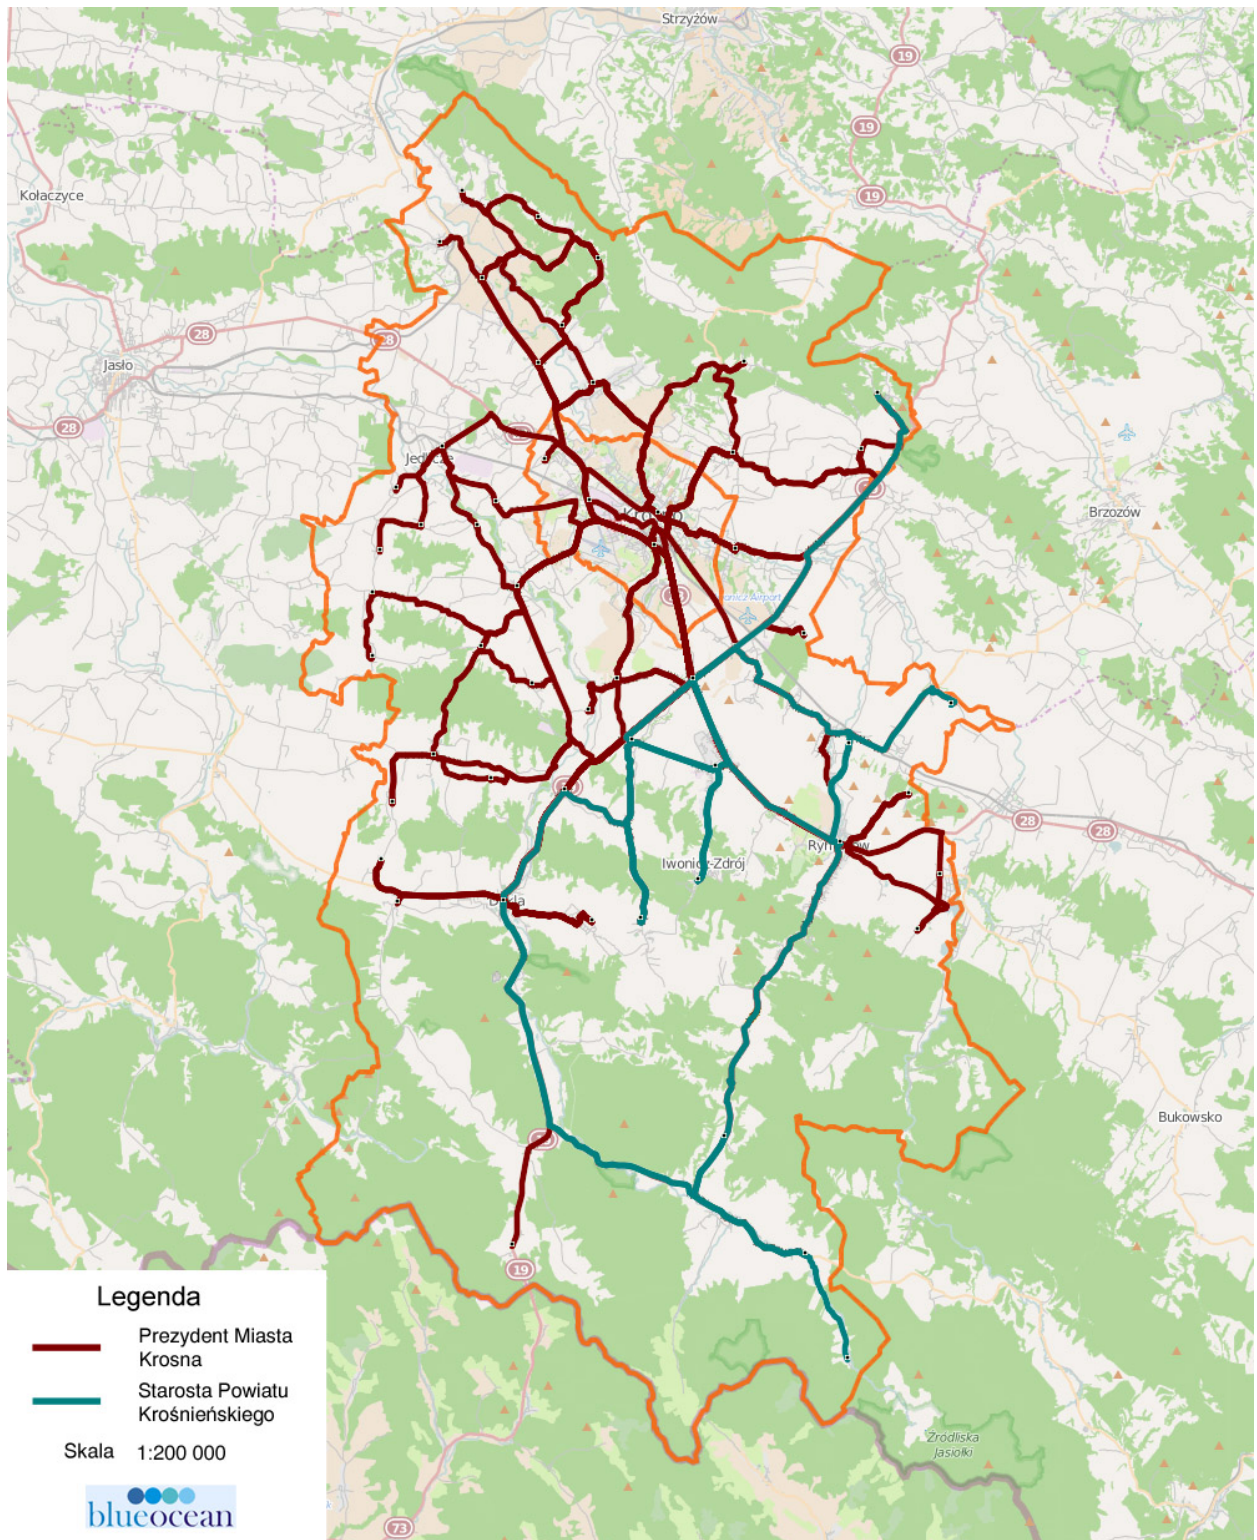 Strzyżów
19
19
Kołaczyce
19
28
28
Jasło
28
Jedlicze
Brzozów
28
28
Iwonicz-Zdrój
Bukowsko
19
Źródliska
Jasiołki
73
Legenda
Prezydent Miasta
Krosna
Starosta Powiatu
Krośnieńskiego
Skala 1:200 000
blueocean